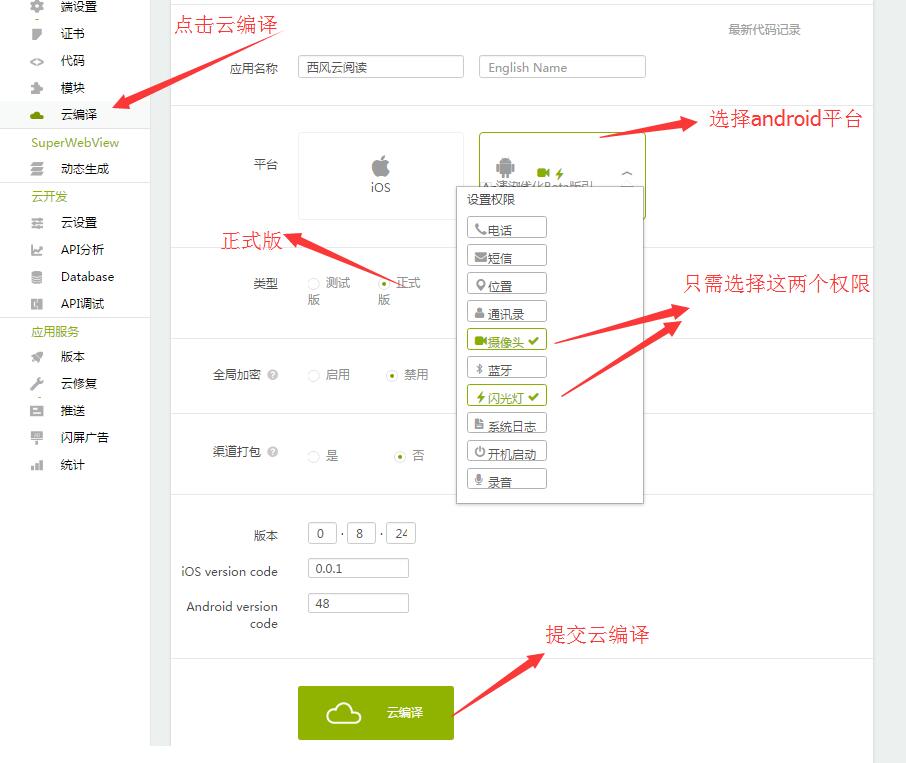 端设置
证书
代码
模块
云编译
SuperWebView
动态生成
云开发
云设置
API分析
Database
API调试
应用服务
版本
云修复
推送
闪屏广告
统计
点击云编译
最新代码记录
应用名称
西风云阅读
English Name
选择android平台
平台
iOS
设置权限
电话
短信
位置
通讯录
摄像头
蓝牙
闪光灯
系统日志
开机启动
录音
只需选择这两个权限
正式版
类型
测试版
正式版
全局加密
启用
禁用
渠道打包
是
否
版本
0 . 8 . 24
iOS version code
0.0.1
Android version code
48
提交云编译
云编译